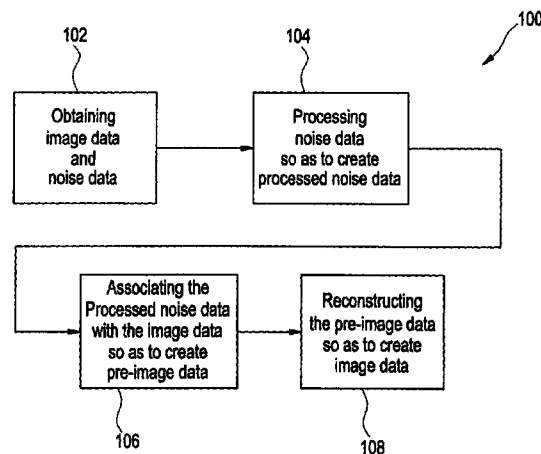 102
104
100
Obtaining
image data
and
noise data
Processing
noise data
so as to create
processed noise data
Associating the
Processed noise data
with the image data
so as to create
pre-image data
Reconstructing
the pre-image data
so as to create
image data
106
108